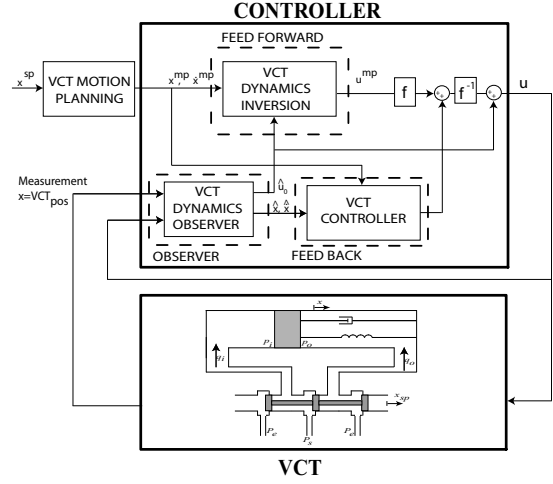 CONTROLLER
FEED FORWARD
x^sp
VCT MOTION
PLANNING
x^mp, ẋ^mp
VCT
DYNAMICS
INVERSION
u^mp
f
+
+
f^-1
+
+
u
Measurement
x=VCT_pos
VCT
DYNAMICS
OBSERVER
û_0
x̂, x̂
VCT
CONTROLLER
OBSERVER
FEED BACK
x
p_i
p_o
q_i
q_o
x_sp
P_e
P_s
P_e
VCT